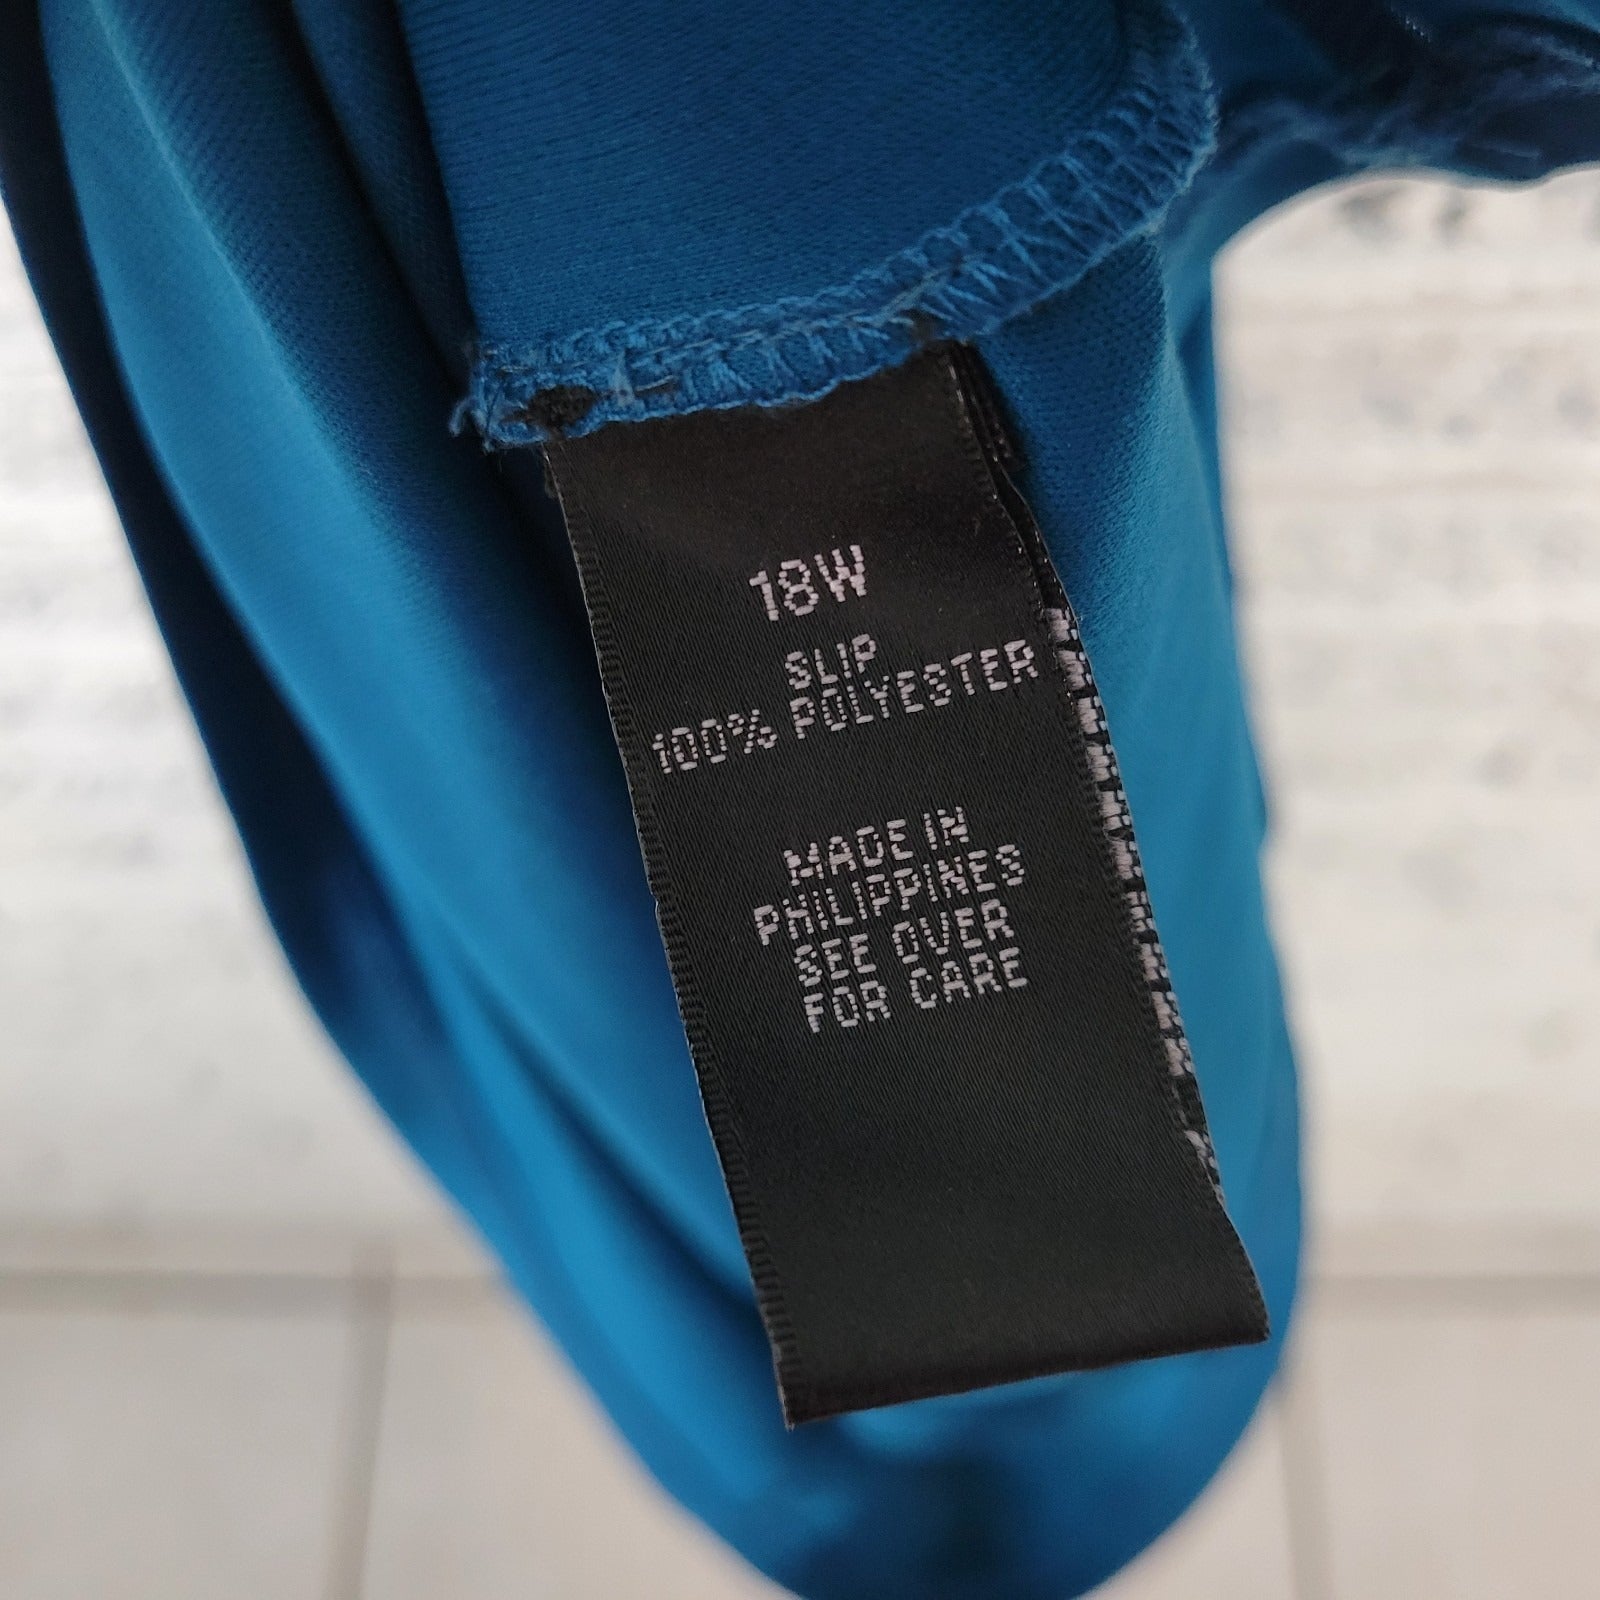 18W
SLIP
100% POLYESTER
MADE IN
PHILIPPINES
SEE OVER
FOR CARE